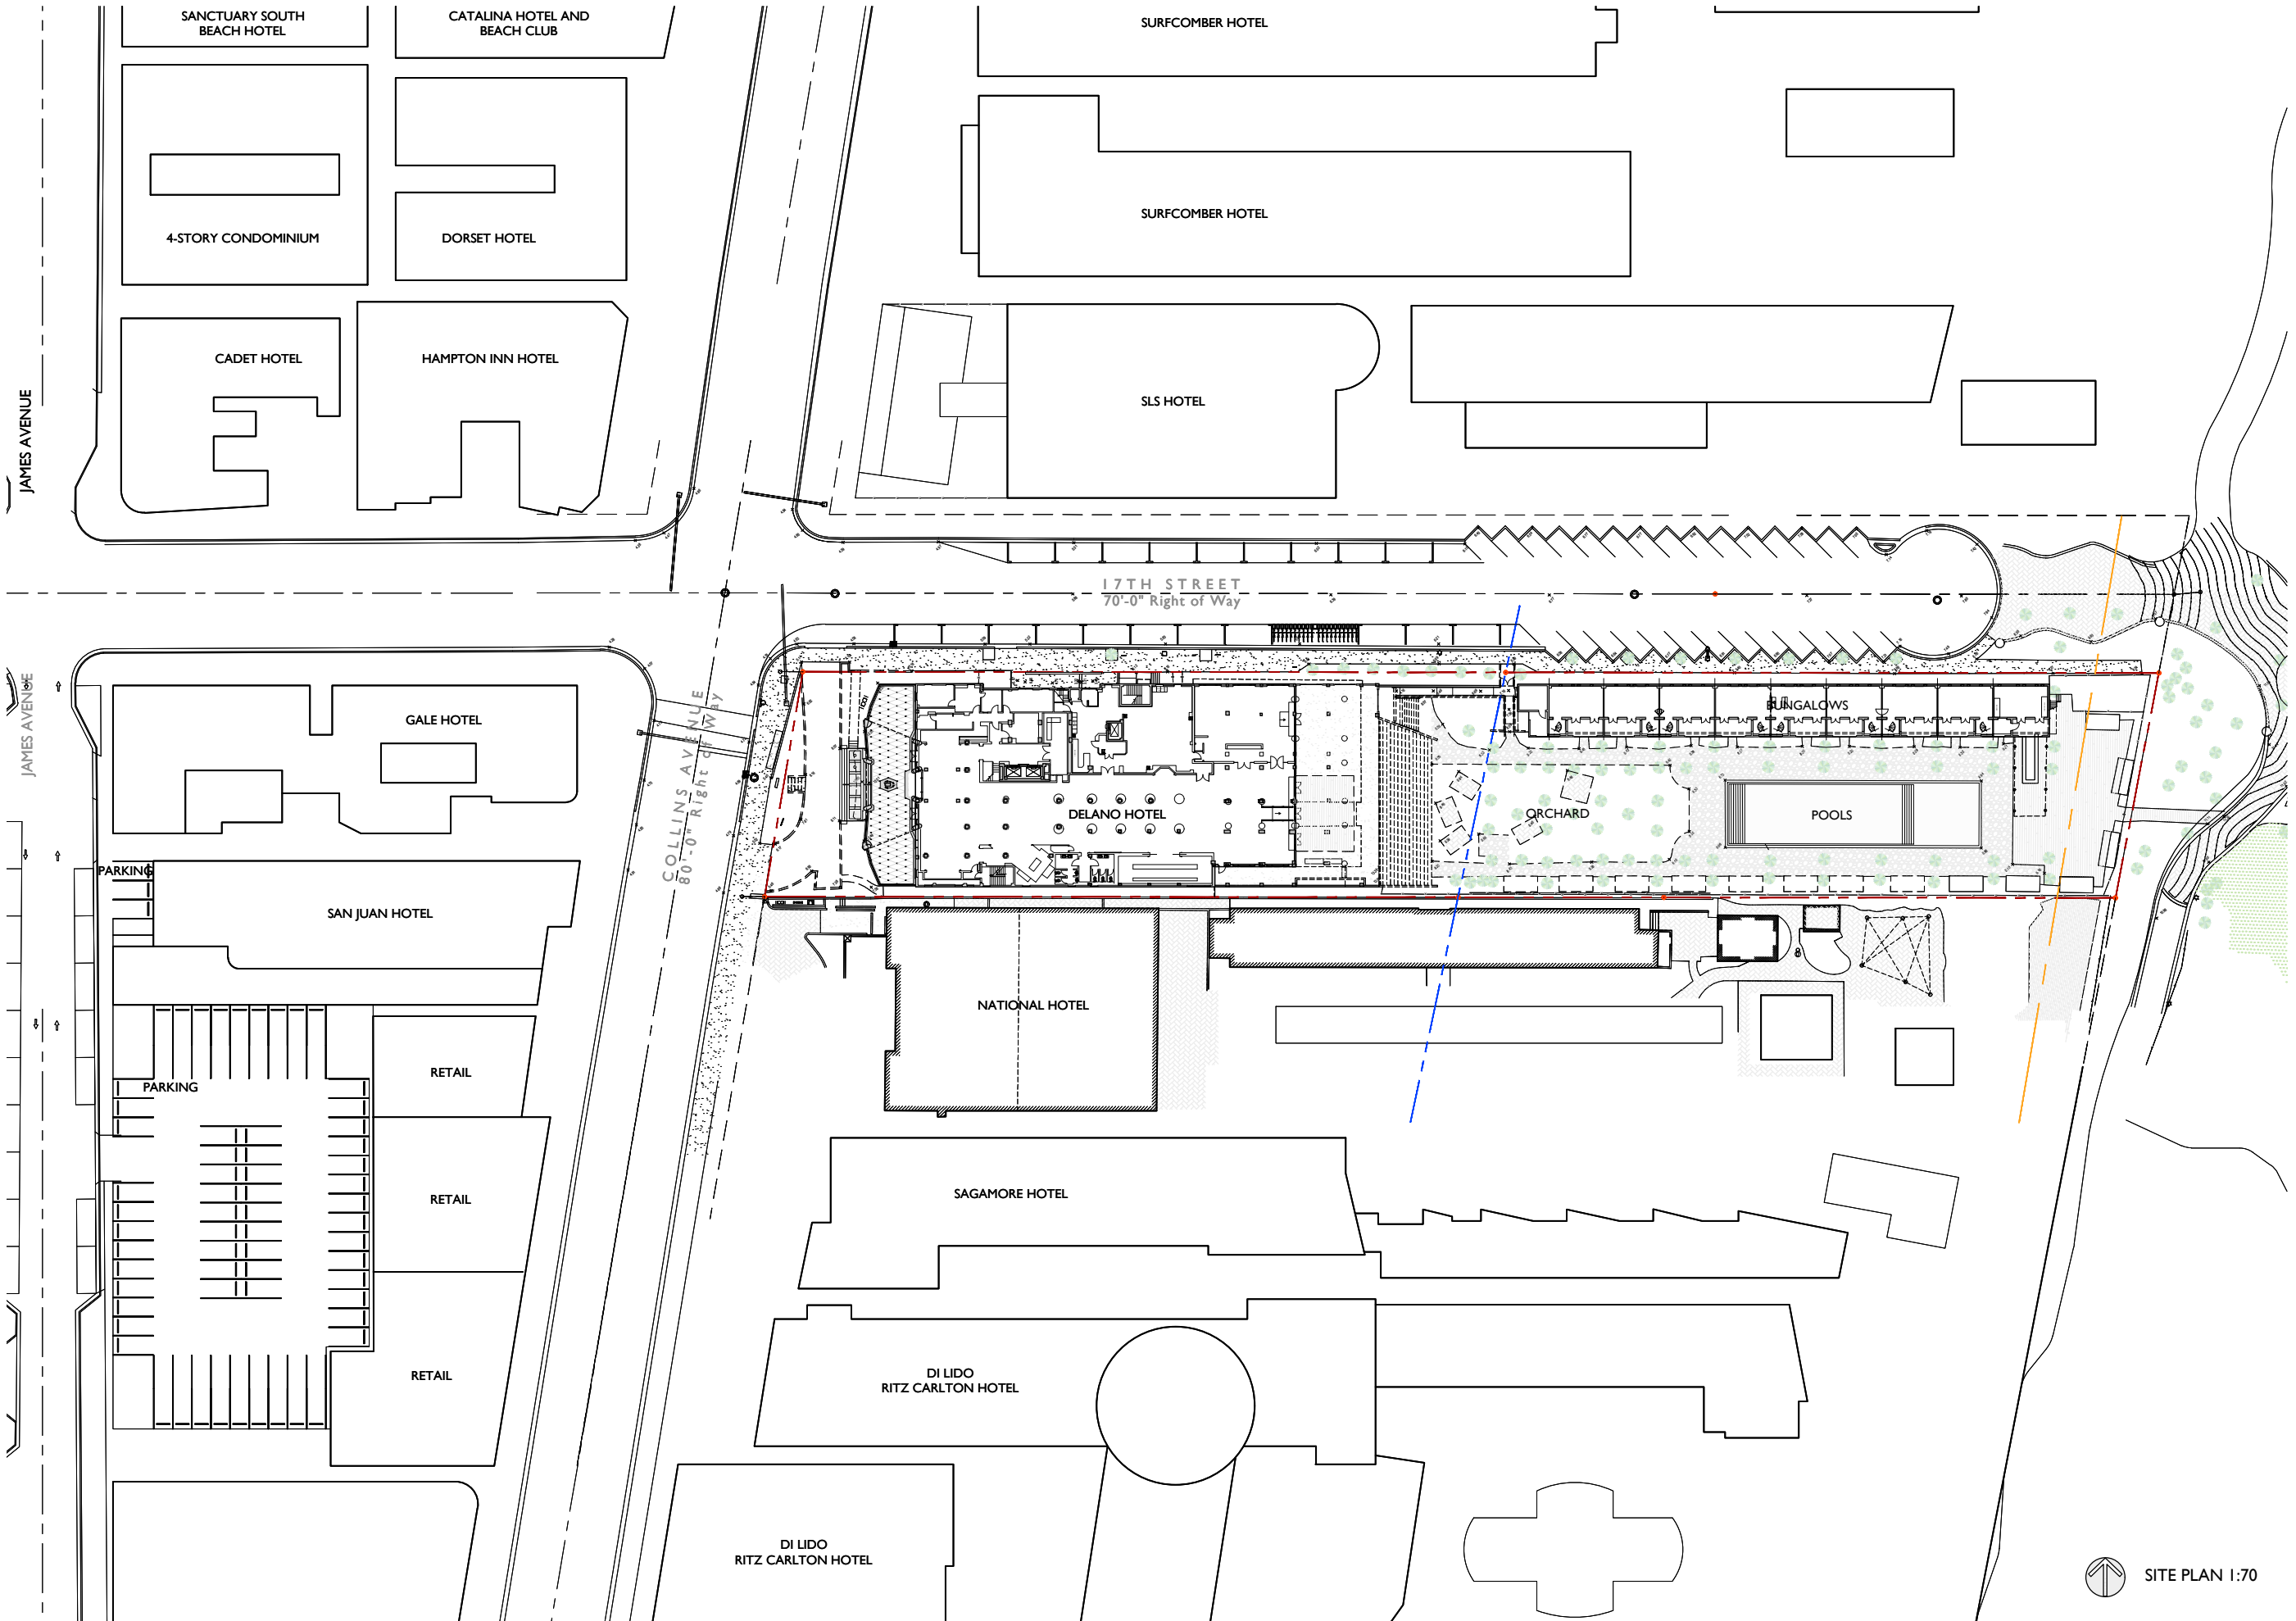 SANCTUARY SOUTH
BEACH HOTEL
CATALINA HOTEL AND
BEACH CLUB
SURFCOMBER HOTEL
SURFCOMBER HOTEL
4-STORY CONDOMINIUM
DORSET HOTEL
CADET HOTEL
HAMPTON INN HOTEL
SLS HOTEL
JAMES AVENUE
17TH STREET
70'-0" Right of Way
JAMES AVENUE
GALE HOTEL
COLLINS AVENUE
80'-0" Right of Way
BUNGALOWS
DELANO HOTEL
ORCHARD
POOLS
PARKING
SAN JUAN HOTEL
NATIONAL HOTEL
RETAIL
PARKING
RETAIL
SAGAMORE HOTEL
RETAIL
DI LIDO
RITZ CARLTON HOTEL
DI LIDO
RITZ CARLTON HOTEL
SITE PLAN 1:70